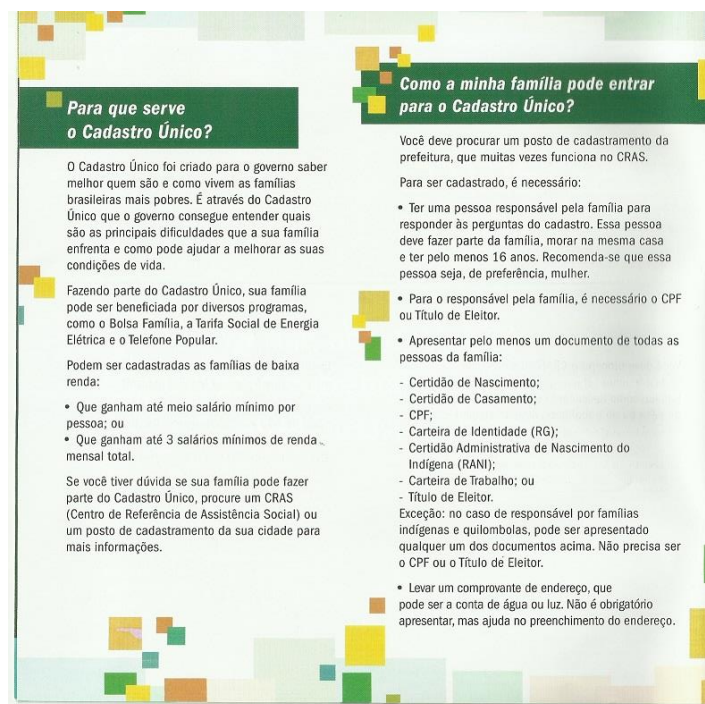 Para que serve
o Cadastro Único?
O Cadastro Único foi criado para o governo saber
melhor quem são e como vivem as famílias
brasileiras mais pobres. É através do Cadastro
Único que o governo consegue entender quais
são as principais dificuldades que a sua família
enfrenta e como pode ajudar a melhorar as suas
condições de vida.
Fazendo parte do Cadastro Único, sua família
pode ser beneficiada por diversos programas,
como o Bolsa Família, a Tarifa Social de Energia
Elétrica e o Telefone Popular.
Podem ser cadastradas as famílias de baixa
renda:
• Que ganham até meio salário mínimo por
pessoa; ou
• Que ganham até 3 salários mínimos de renda
mensal total.
Se você tiver dúvida se sua família pode fazer
parte do Cadastro Único, procure um CRAS
(Centro de Referência de Assistência Social) ou
um posto de cadastramento da sua cidade para
mais informações.
Como a minha família pode entrar
para o Cadastro Único?
Você deve procurar um posto de cadastramento da
prefeitura, que muitas vezes funciona no CRAS.
Para ser cadastrado, é necessário:
• Ter uma pessoa responsável pela família para
responder às perguntas do cadastro. Essa pessoa
deve fazer parte da família, morar na mesma casa
e ter pelo menos 16 anos. Recomenda-se que essa
pessoa seja, de preferência, mulher.
• Para o responsável pela família, é necessário o CPF
ou Título de Eleitor.
• Apresentar pelo menos um documento de todas as
pessoas da família:
- Certidão de Nascimento;
- Certidão de Casamento;
- CPF;
- Carteira de Identidade (RG);
- Certidão Administrativa de Nascimento do
Indígena (RANI);
- Carteira de Trabalho; ou
- Título de Eleitor.
Exceção: no caso de responsável por famílias
indígenas e quilombolas, pode ser apresentado
qualquer um dos documentos acima. Não precisa ser
o CPF ou o Título de Eleitor.
• Levar um comprovante de endereço, que
pode ser a conta de água ou luz. Não é obrigatório
apresentar, mas ajuda no preenchimento do endereço.